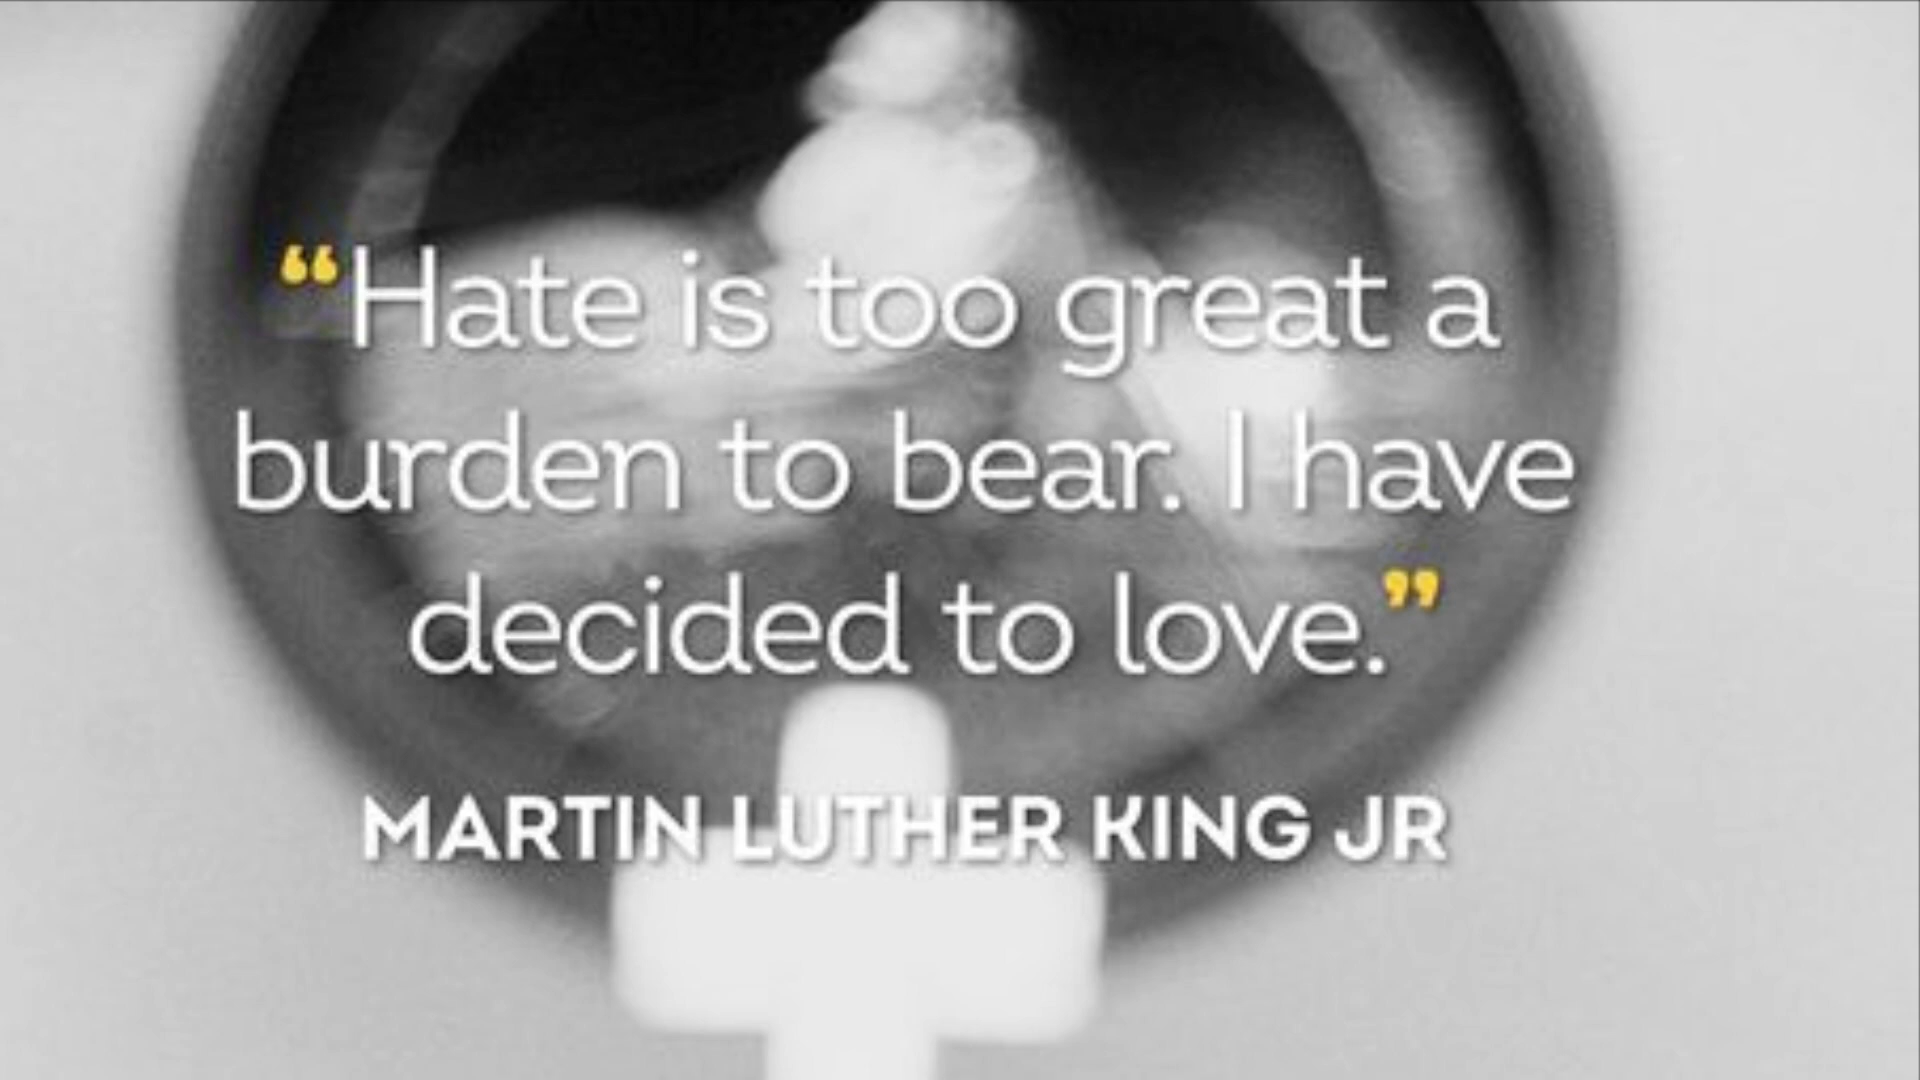 “Hate is too great a
burden to bear. I have
decided to love.”
MARTIN LUTHER KING JR